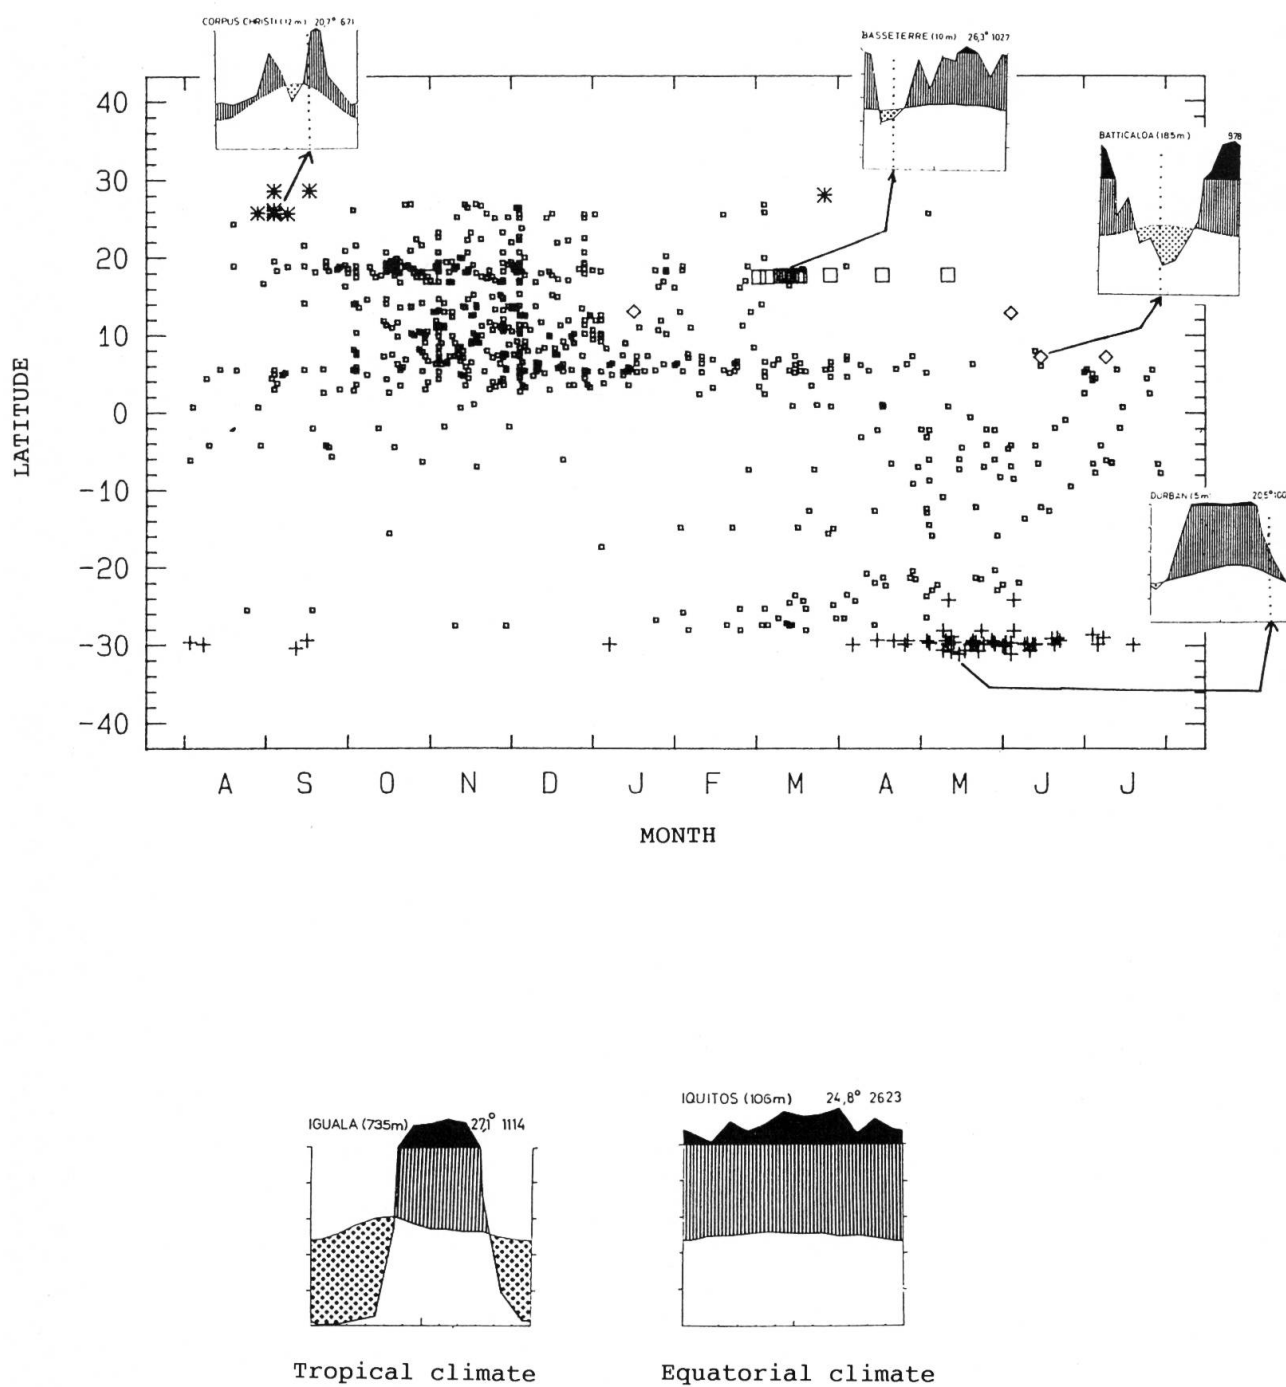 CORPUS CHRISTI (12 m) 20,7° 671
BASSETERRE (10 m) 26,3° 1027
BATTICALOA (185m) 978
DURBAN (5 m)
40
30
20
10
0
-10
-20
-30
-40
LATITUDE
A S O N D J F M A M J J
MONTH
IGUALA (735m) 27,1° 1114
IQUITOS (106m) 24,8° 2623
Tropical climate
Equatorial climate